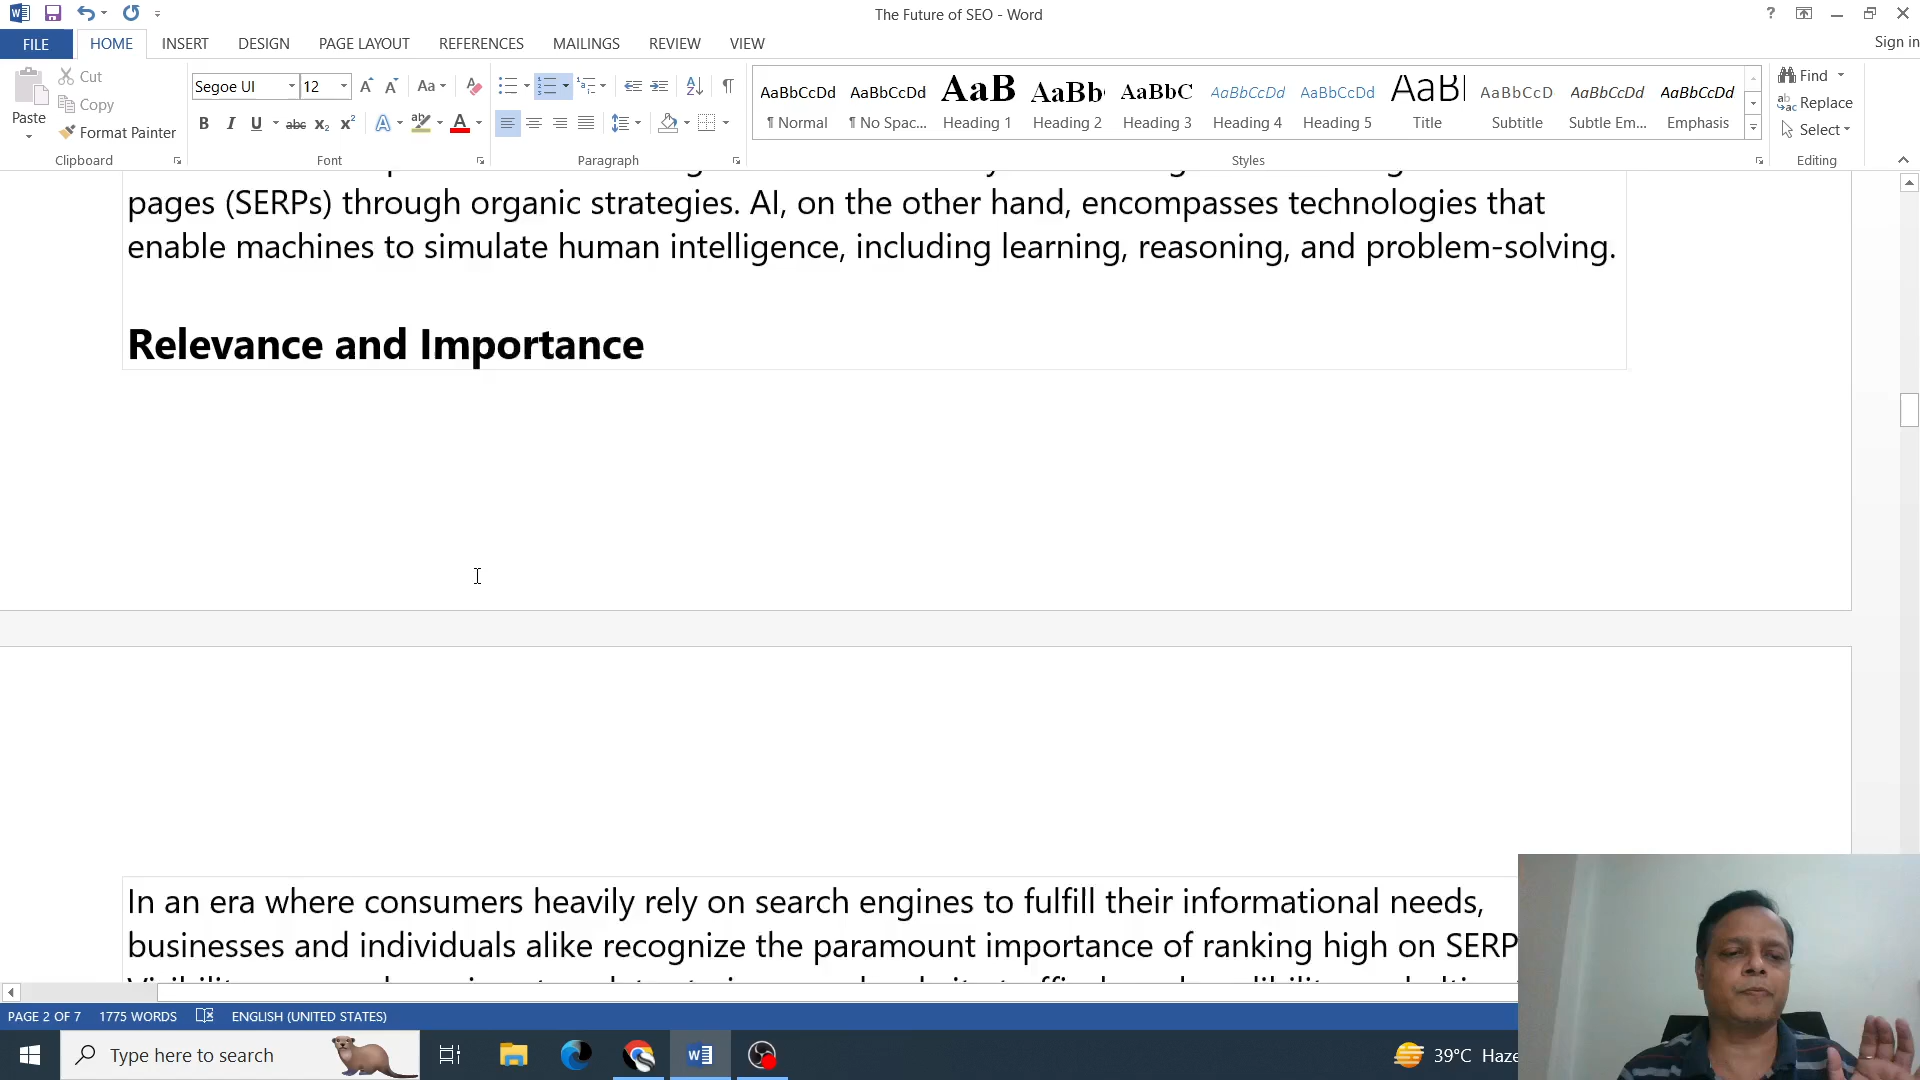 The Future of SEO - Word
?
Sign in
FILE HOME INSERT DESIGN PAGE LAYOUT REFERENCES MAILINGS REVIEW VIEW
Paste
Cut
Copy
Format Painter
Clipboard
Segoe UI 12
Font
Paragraph
AaBbCcDd AaBbCcDd AaB AaBb AaBbC AaBbCcDd AaBbCcDd AaBl AaBbCcD AaBbCcDd AaBbCcDd
¶ Normal ¶ No Spac... Heading 1 Heading 2 Heading 3 Heading 4 Heading 5 Title Subtitle Subtle Em... Emphasis
Styles
Find
Replace
Select
Editing
pages (SERPs) through organic strategies. AI, on the other hand, encompasses technologies that
enable machines to simulate human intelligence, including learning, reasoning, and problem-solving.
Relevance and Importance
In an era where consumers heavily rely on search engines to fulfill their informational needs,
businesses and individuals alike recognize the paramount importance of ranking high on SERP
PAGE 2 OF 7 1775 WORDS ENGLISH (UNITED STATES)
Type here to search
39°C Haze